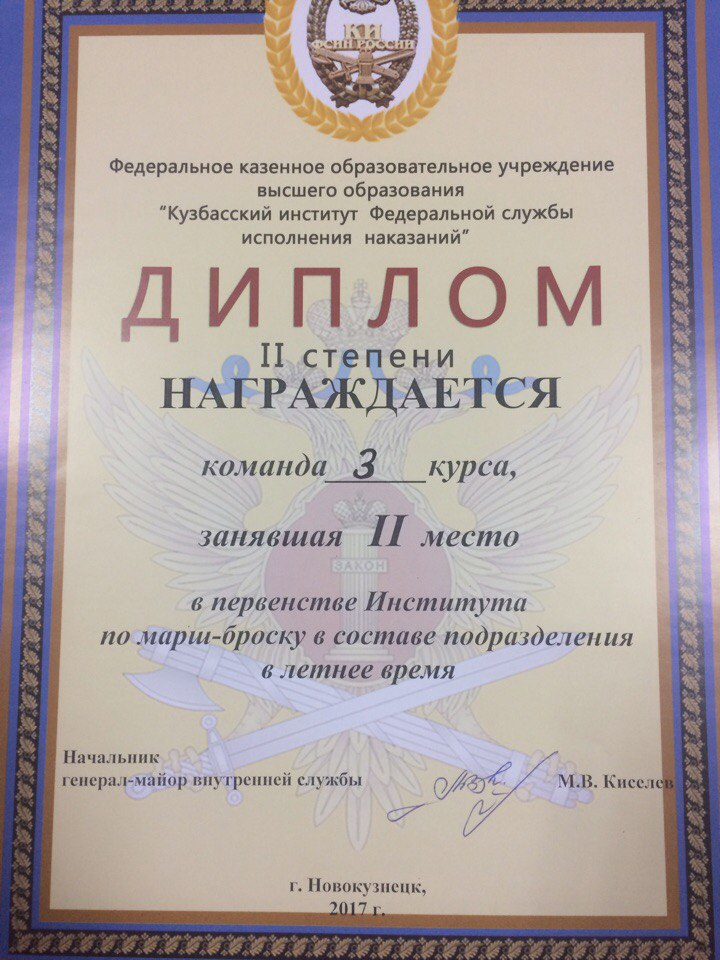 КИ
ФСИН РОССИИ
Федеральное казенное образовательное учреждение
высшего образования
"Кузбасский институт Федеральной службы
исполнения наказаний"
ДИПЛОМ
II степени
НАГРАЖДАЕТСЯ
команда 3 курса,
занявшая II место
ЗАКОН
в первенстве Института
по марш-броску в составе подразделения
в летнее время
Начальник
генерал-майор внутренней службы М.В. Киселев
г. Новокузнецк,
2017 г.